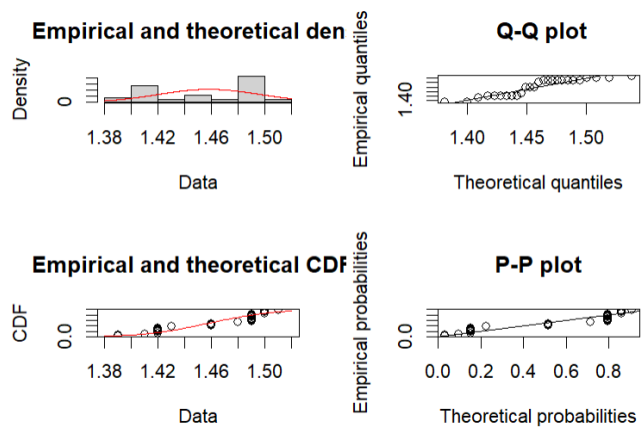 Empirical and theoretical den
Density
0
1.38 1.42 1.46 1.50
Data
Q-Q plot
Empirical quantiles
1.40
1.40 1.45 1.50
Theoretical quantiles
Empirical and theoretical CDF
CDF
0.0
1.38 1.42 1.46 1.50
Data
P-P plot
Empirical probabilities
0.0
0.0 0.2 0.4 0.6 0.8
Theoretical probabilities